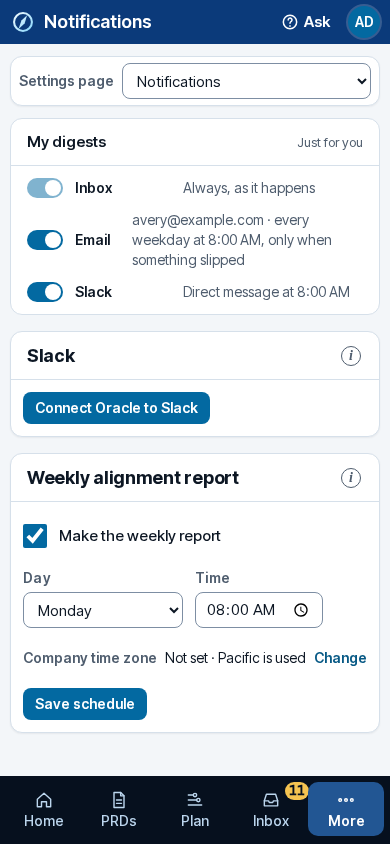 Notifications
Ask
AD
Settings page
Notifications
My digests
Just for you
Inbox
Always, as it happens
Email
avery@example.com · every
weekday at 8:00 AM, only when
something slipped
Slack
Direct message at 8:00 AM
Slack
i
Connect Oracle to Slack
Weekly alignment report
i
Make the weekly report
Day
Time
Monday
08:00 AM
Company time zone Not set · Pacific is used Change
Save schedule
11
Home
PRDs
Plan
Inbox
More